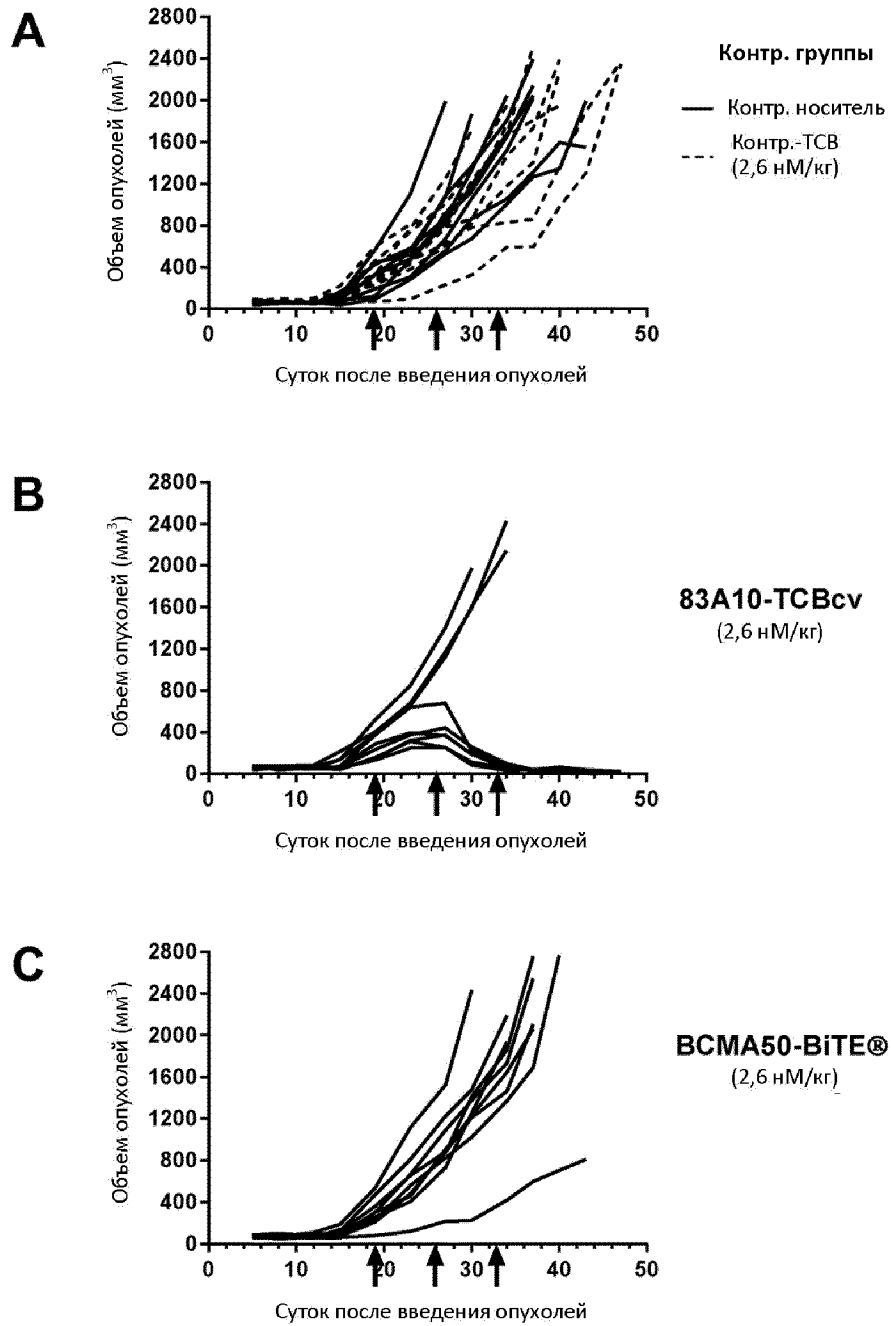 A
Объем опухолей (мм³)
2800
2400
2000
1600
1200
800
400
0
0 10 20 30 40 50
Суток после введения опухолей
Контр. группы
Контр. носитель
Контр.-TCB
(2,6 нМ/кг)
B
Объем опухолей (мм³)
2800
2400
2000
1600
1200
800
400
0
0 10 20 30 40 50
Суток после введения опухолей
83A10-TCBcv
(2,6 нМ/кг)
C
Объем опухолей (мм³)
2800
2400
2000
1600
1200
800
400
0
0 10 20 30 40 50
Суток после введения опухолей
BCMA50-BiTE®
(2,6 нМ/кг)